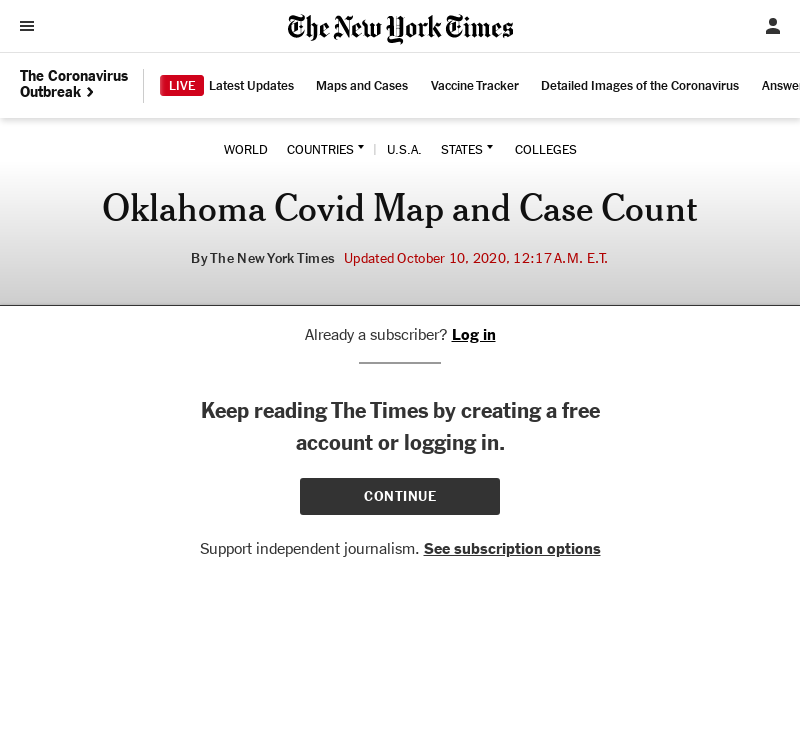 The New York Times
The Coronavirus
Outbreak
LIVE Latest Updates Maps and Cases Vaccine Tracker Detailed Images of the Coronavirus Answe
WORLD COUNTRIES | U.S.A. STATES COLLEGES
Oklahoma Covid Map and Case Count
By The New York Times Updated October 10, 2020, 12:17 A.M. E.T.
Already a subscriber? Log in
Keep reading The Times by creating a free
account or logging in.
CONTINUE
Support independent journalism. See subscription options